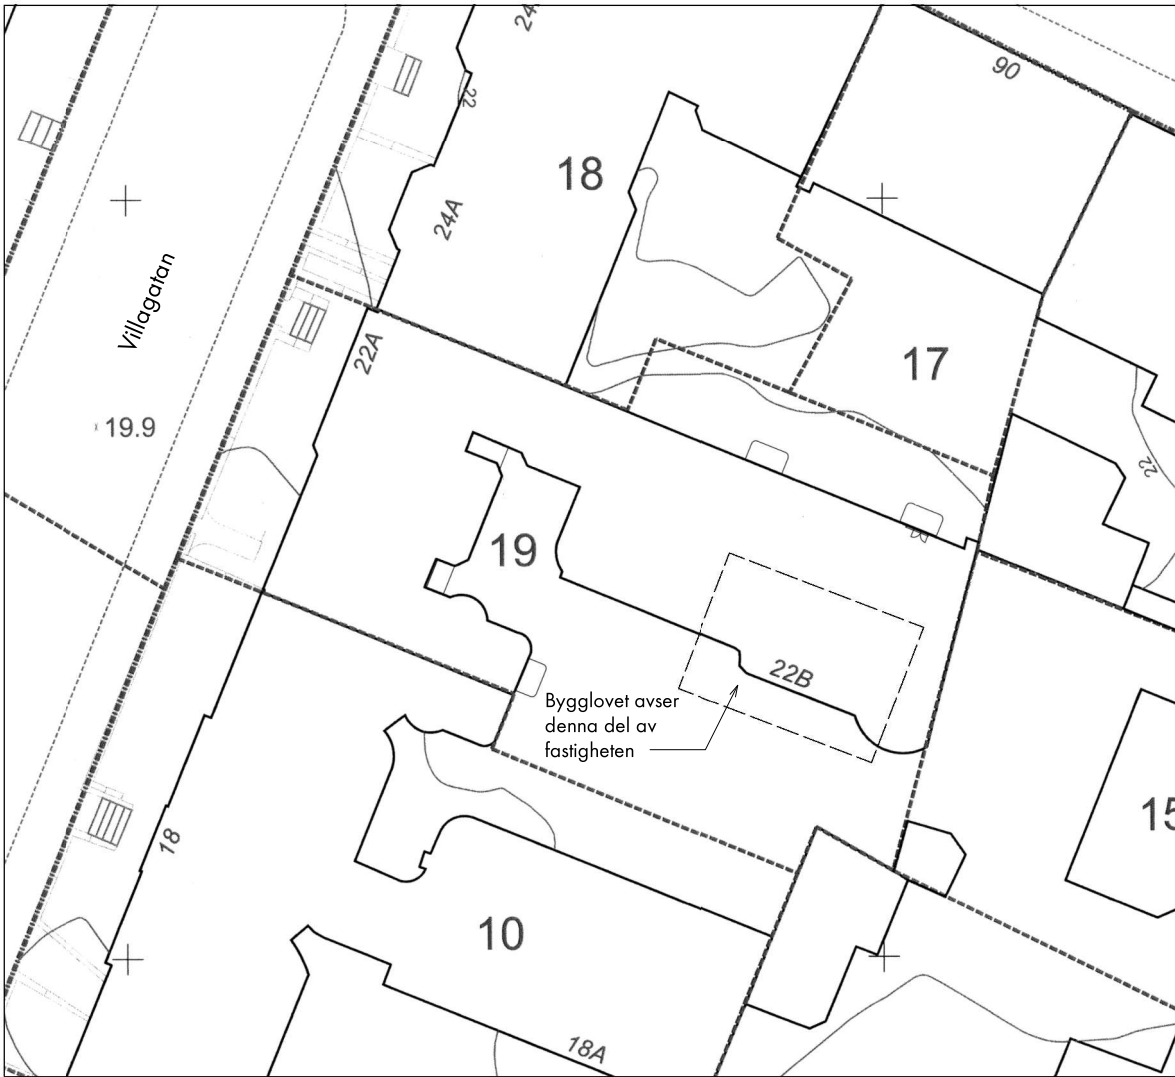 24
90
22
18
24A
Villagatan
22A
17
19.9
22
19
22B
Bygglovet avser
denna del av
fastigheten
15
18
10
18A